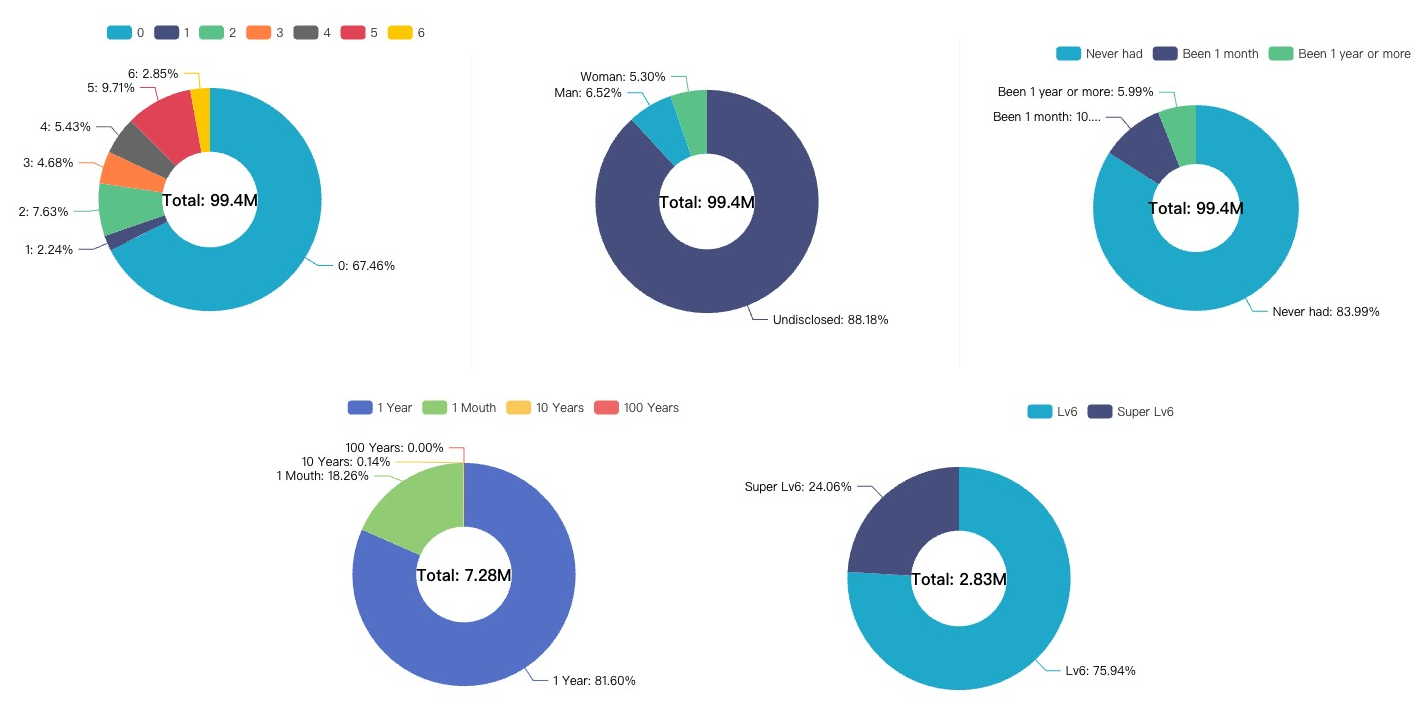 0 1 2 3 4 5 6
6: 2.85%
5: 9.71%
4: 5.43%
3: 4.68%
2: 7.63%
1: 2.24%
Total: 99.4M
0: 67.46%
Woman: 5.30%
Man: 6.52%
Total: 99.4M
Undisclosed: 88.18%
Never had Been 1 month Been 1 year or more
Been 1 year or more: 5.99%
Been 1 month: 10....
Total: 99.4M
Never had: 83.99%
1 Year 1 Mouth 10 Years 100 Years
100 Years: 0.00%
10 Years: 0.14%
1 Mouth: 18.26%
Total: 7.28M
1 Year: 81.60%
Lv6 Super Lv6
Super Lv6: 24.06%
Total: 2.83M
Lv6: 75.94%